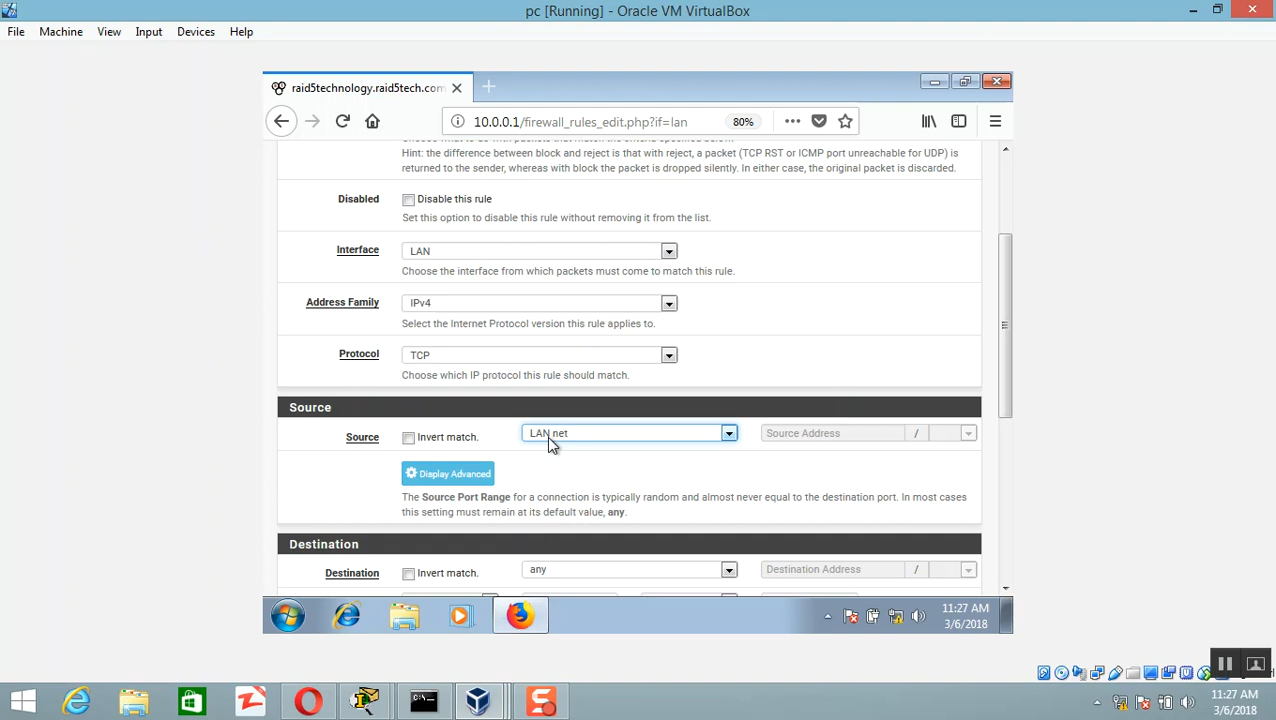 pc [Running] - Oracle VM VirtualBox
File Machine View Input Devices Help
raid5technology.raid5tech.com
10.0.0.1/firewall_rules_edit.php?if=lan 80%
Hint: the difference between block and reject is that with reject, a packet (TCP RST or ICMP port unreachable for UDP) is
returned to the sender, whereas with block the packet is dropped silently. In either case, the original packet is discarded.
Disabled Disable this rule
Set this option to disable this rule without removing it from the list.
Interface LAN
Choose the interface from which packets must come to match this rule.
Address Family IPv4
Select the Internet Protocol version this rule applies to.
Protocol TCP
Choose which IP protocol this rule should match.
Source
Source Invert match. LAN net Source Address /
Display Advanced
The Source Port Range for a connection is typically random and almost never equal to the destination port. In most cases
this setting must remain at its default value, any.
Destination
Destination Invert match. any Destination Address /
11:27 AM
3/6/2018
11:27 AM
3/6/2018